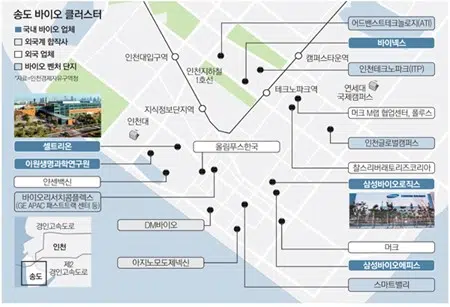 송도 바이오 클러스터
국내 바이오 업체
외국계 합작사
외국 업체
바이오 벤처 단지
*자료=인천경제자유구역청
어드벤스트테크놀러지(ATI)
바이넥스
인천테크노파크(ITP)
인천대입구역
인천지하철
1호선
캠퍼스타운역
지식정보단지역
테크노파크역
연세대
국제캠퍼스
인천대
머크 M랩 협업센터, 풀루스
인천글로벌캠퍼스
셀트리온
올림푸스한국
이원생명과학연구원
찰스리버래토리즈코리아
얀센백신
삼성바이오로직스
바이오리서치콤플렉스
(GE APAC 패스트트랙 센터 등)
DM바이오
머크
아지노모도제넥신
삼성바이오에피스
스마트밸리
경인고속도로
인천
송도
제2
경인고속도로